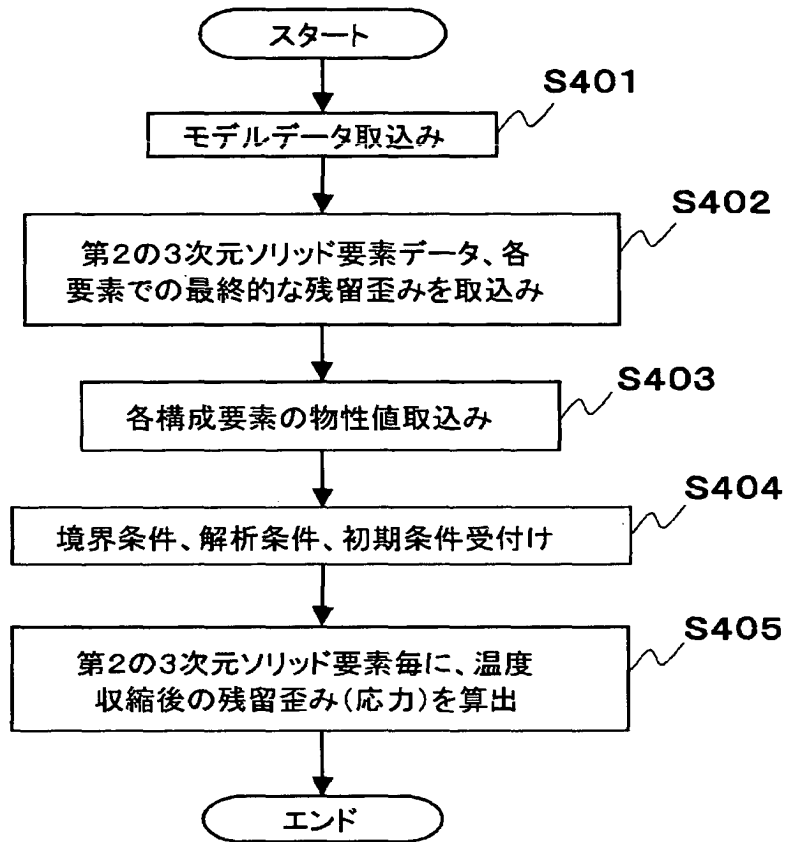 スタート
S401
モデルデータ取込み
S402
第2の3次元ソリッド要素データ、各
要素での最終的な残留歪みを取込み
S403
各構成要素の物性値取込み
S404
境界条件、解析条件、初期条件受付け
S405
第2の3次元ソリッド要素毎に、温度
収縮後の残留歪み(応力)を算出
エンド